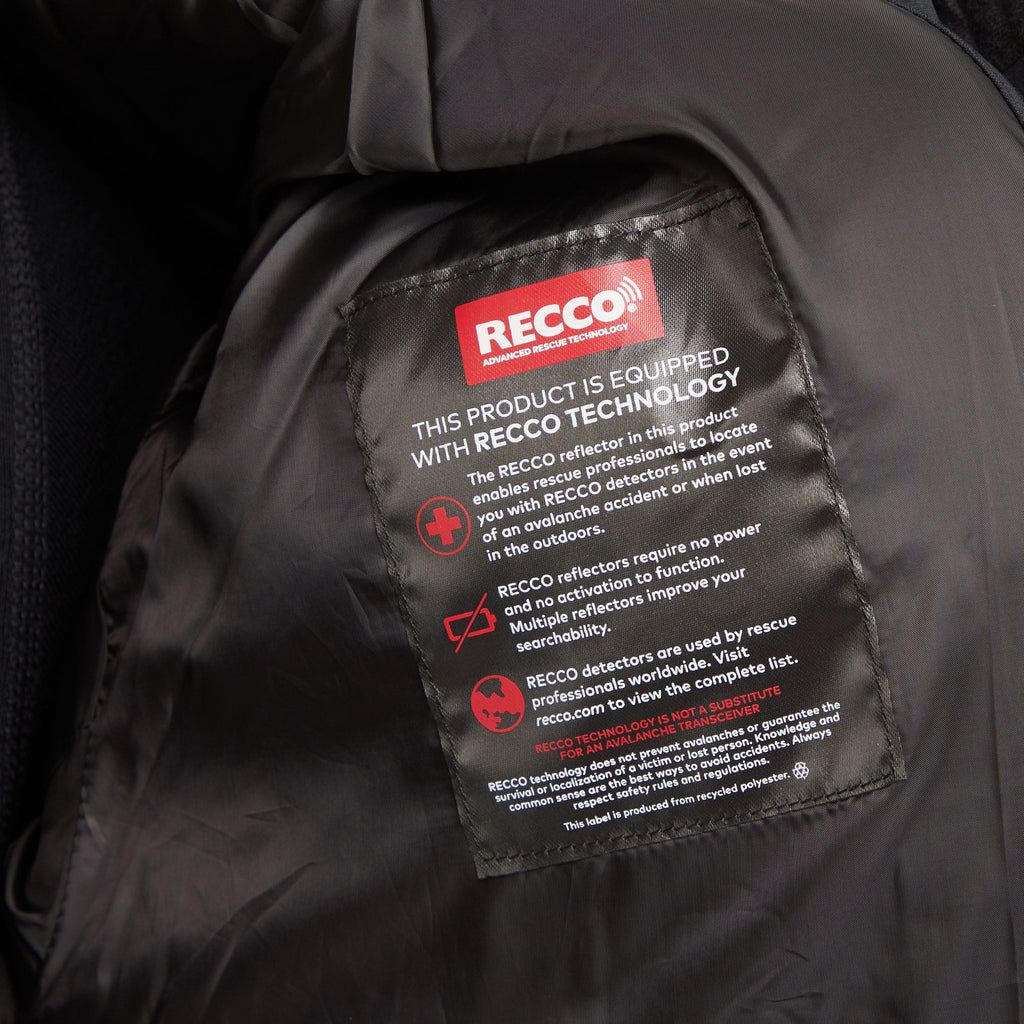 RECCO
ADVANCED RESCUE TECHNOLOGY
THIS PRODUCT IS EQUIPPED
WITH RECCO TECHNOLOGY
The RECCO reflector in this product
enables rescue professionals to locate
you with RECCO detectors in the event
of an avalanche accident or when lost
in the outdoors.
RECCO reflectors require no power
and no activation to function.
Multiple reflectors improve your
searchability.
RECCO detectors are used by rescue
professionals worldwide. Visit
recco.com to view the complete list.
RECCO TECHNOLOGY IS NOT A SUBSTITUTE
FOR AN AVALANCHE TRANSCEIVER
RECCO technology does not prevent avalanches or guarantee the
survival or localization of a victim or lost person. Knowledge and
common sense are the best ways to avoid accidents. Always
respect safety rules and regulations.
This label is produced from recycled polyester.